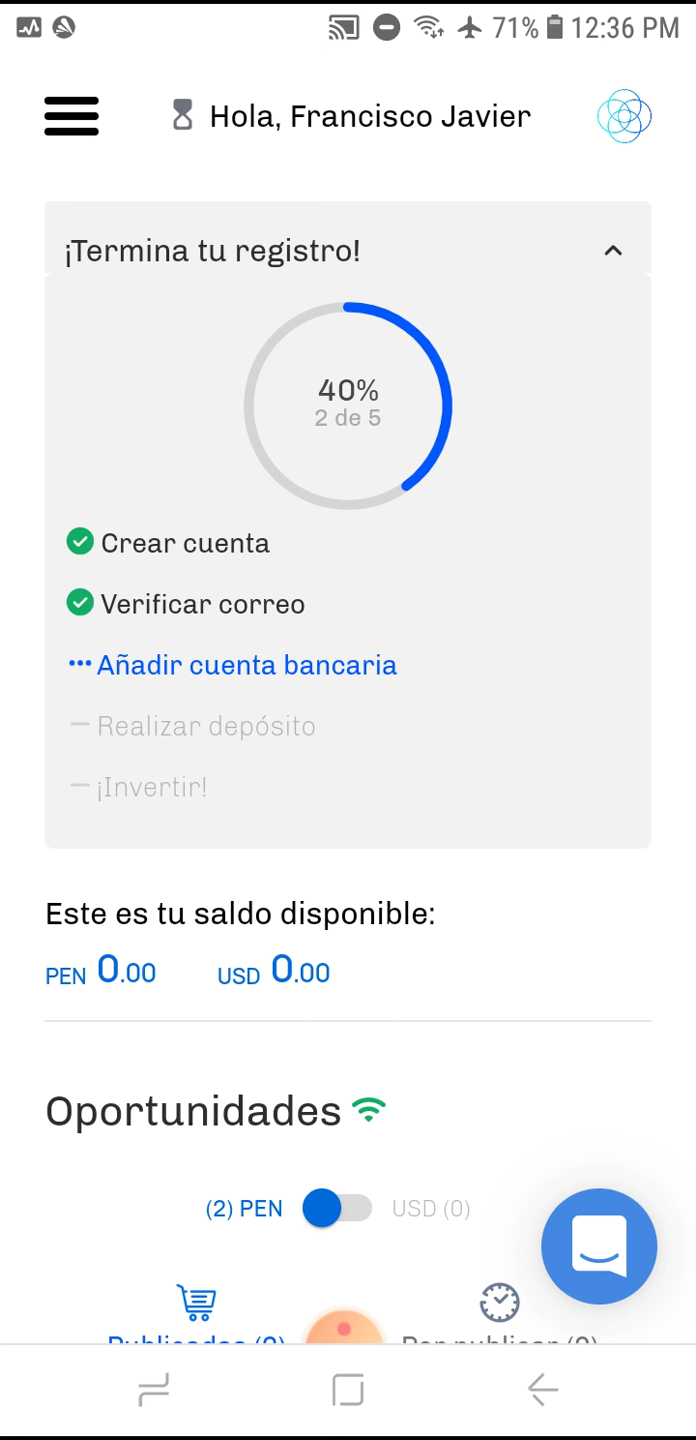 71% 12:36 PM
Hola, Francisco Javier
¡Termina tu registro!
40%
2 de 5
Crear cuenta
Verificar correo
Añadir cuenta bancaria
Realizar depósito
¡Invertir!
Este es tu saldo disponible:
PEN 0.00 USD 0.00
Oportunidades
(2) PEN USD (0)